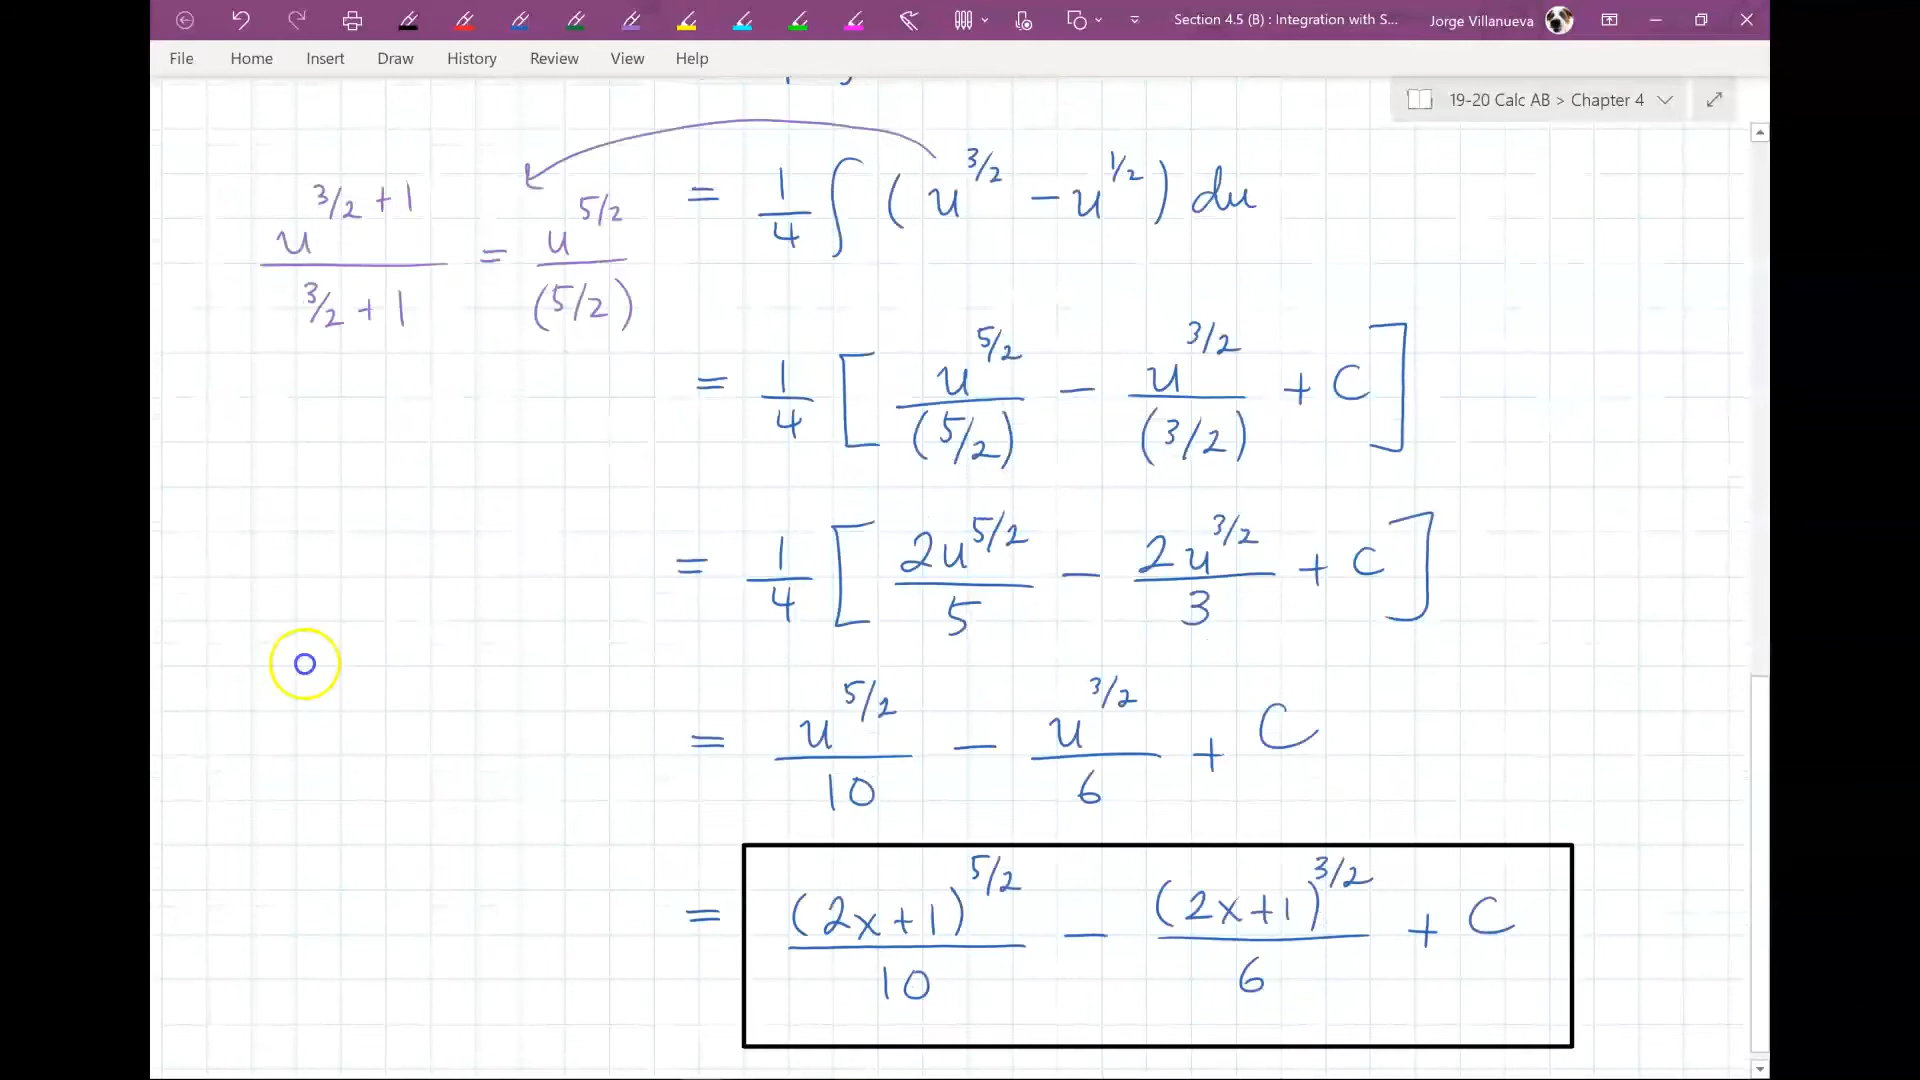 Section 4.5 (B) : Integration with S... Jorge Villanueva
File Home Insert Draw History Review View Help
19-20 Calc AB > Chapter 4
= 1/4 ∫ (u^{3/2} - u^{1/2}) du
u^{3/2 + 1} / (3/2 + 1) = u^{5/2} / (5/2)
= 1/4 [ u^{5/2} / (5/2) - u^{3/2} / (3/2) + C ]
= 1/4 [ 2u^{5/2} / 5 - 2u^{3/2} / 3 + C ]
= u^{5/2} / 10 - u^{3/2} / 6 + C
= (2x+1)^{5/2} / 10 - (2x+1)^{3/2} / 6 + C